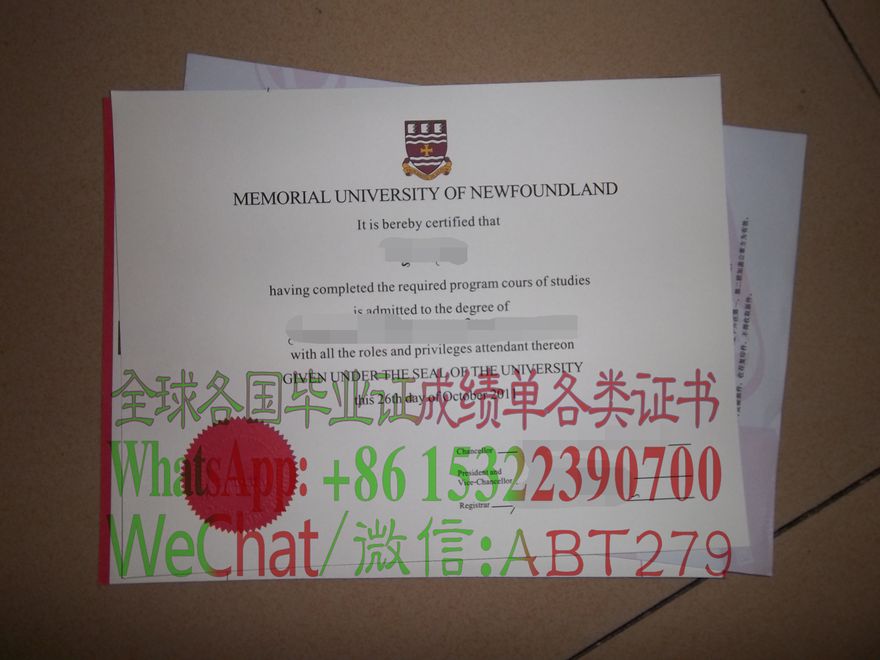 MEMORIAL UNIVERSITY OF NEWFOUNDLAND
It is bereby certified that
having completed the required program cours of studies
is admitted to the degree of
with all the roles and privileges attendant thereon
GIVEN UNDER THE SEAL OF THE UNIVERSITY
this 26th day of October 2011
全球各国毕业证成绩单各类证书
Chancellor
WhatsApp: +86 15322390700
President and
Vice-Chancellor
Registrar
WeChat/微信:ABT279